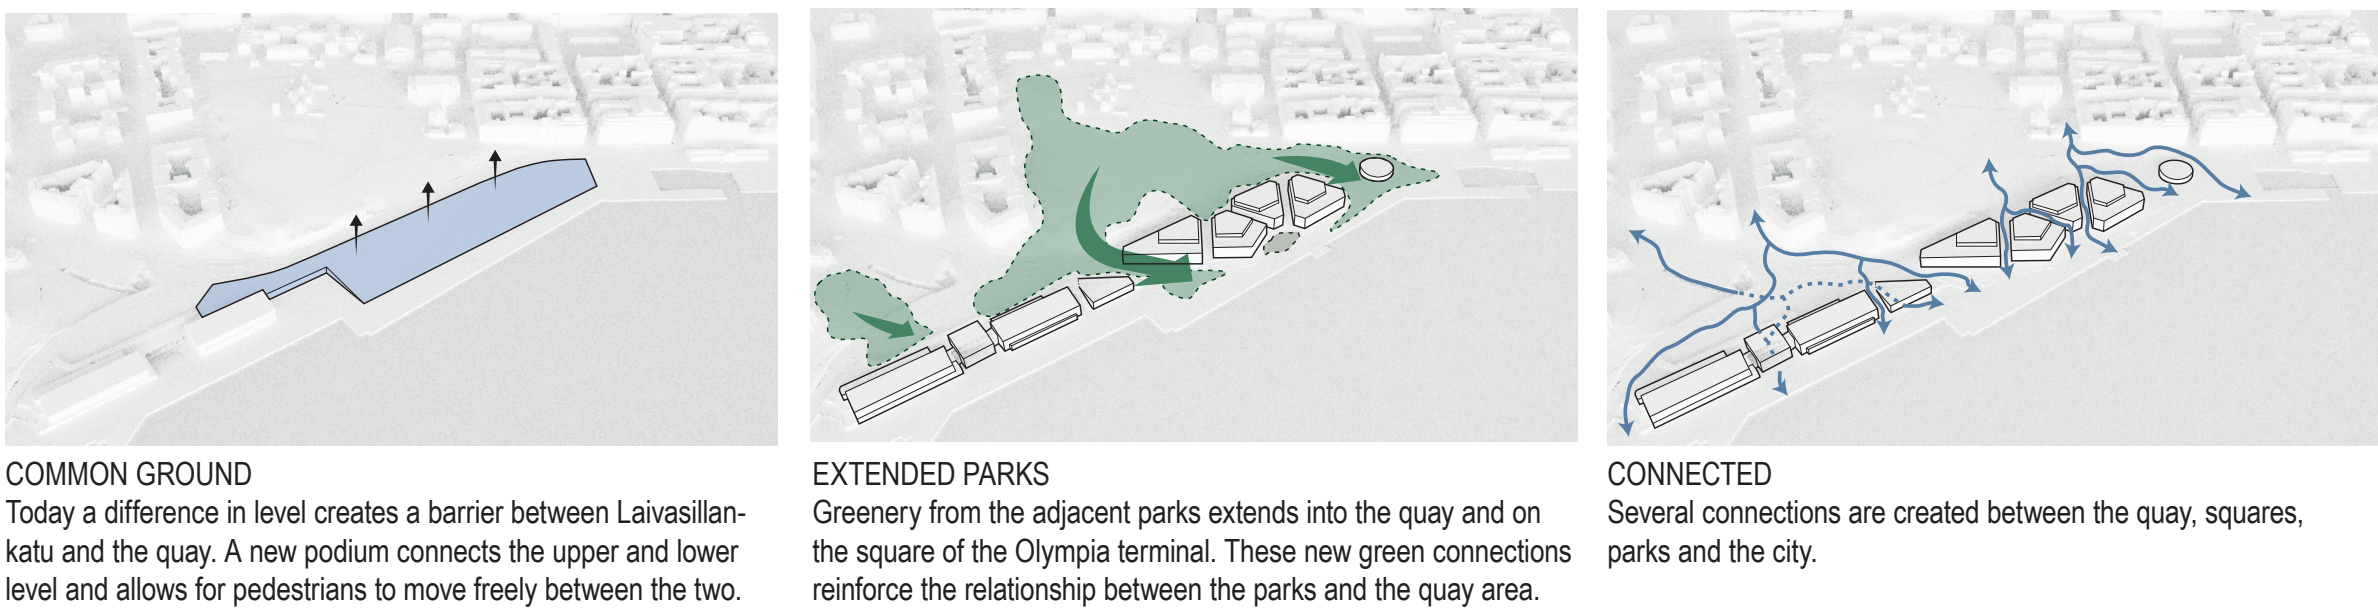 COMMON GROUND
Today a difference in level creates a barrier between Laivasillan-
katu and the quay. A new podium connects the upper and lower
level and allows for pedestrians to move freely between the two.
EXTENDED PARKS
Greenery from the adjacent parks extends into the quay and on
the square of the Olympia terminal. These new green connections
reinforce the relationship between the parks and the quay area.
CONNECTED
Several connections are created between the quay, squares,
parks and the city.